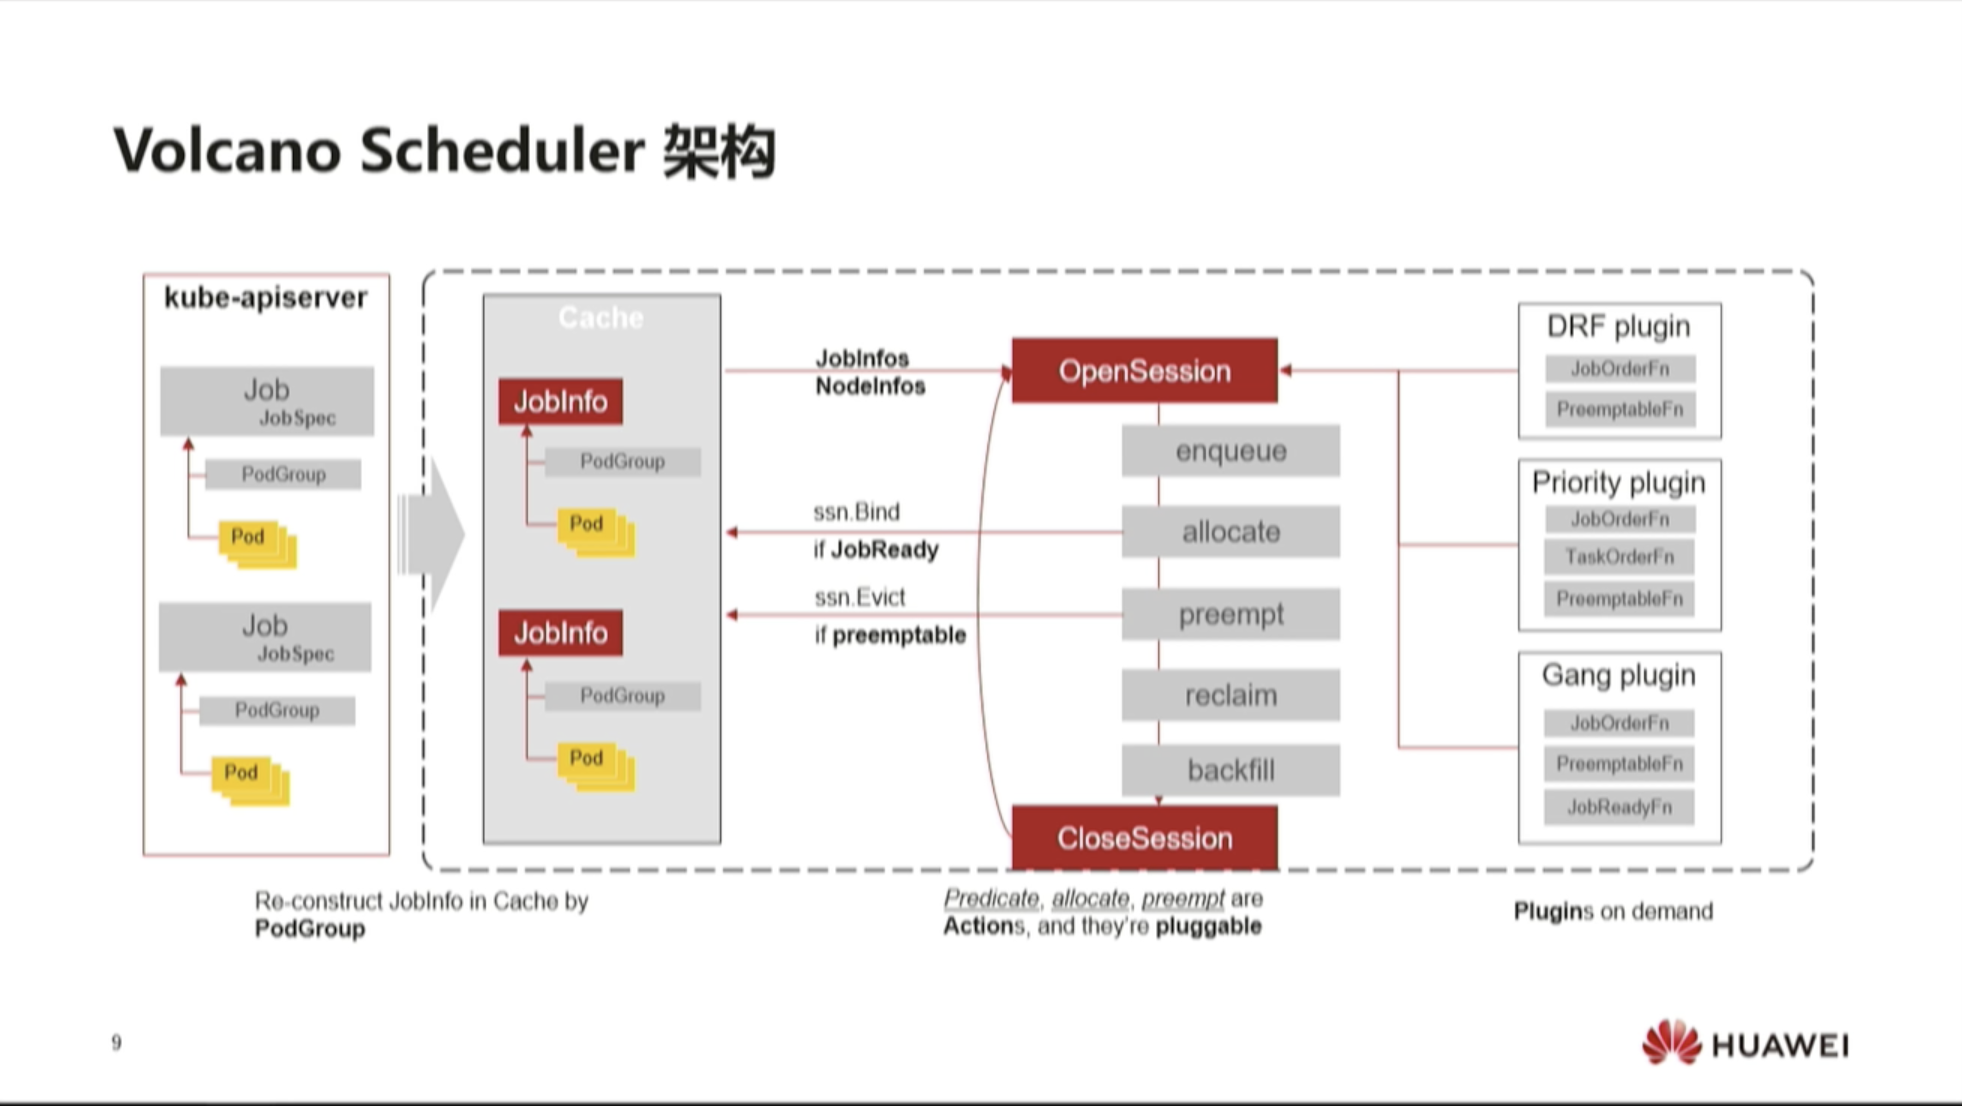 Volcano Scheduler 架构
kube-apiserver
Job
JobSpec
PodGroup
Pod
Job
JobSpec
PodGroup
Pod
Cache
JobInfo
PodGroup
Pod
JobInfo
PodGroup
Pod
JobInfos
NodeInfos
ssn.Bind
if JobReady
ssn.Evict
if preemptable
OpenSession
enqueue
allocate
preempt
reclaim
backfill
CloseSession
DRF plugin
JobOrderFn
PreemptableFn
Priority plugin
JobOrderFn
TaskOrderFn
PreemptableFn
Gang plugin
JobOrderFn
PreemptableFn
JobReadyFn
Re-construct JobInfo in Cache by
PodGroup
Predicate, allocate, preempt are
Actions, and they're pluggable
Plugins on demand
9
HUAWEI